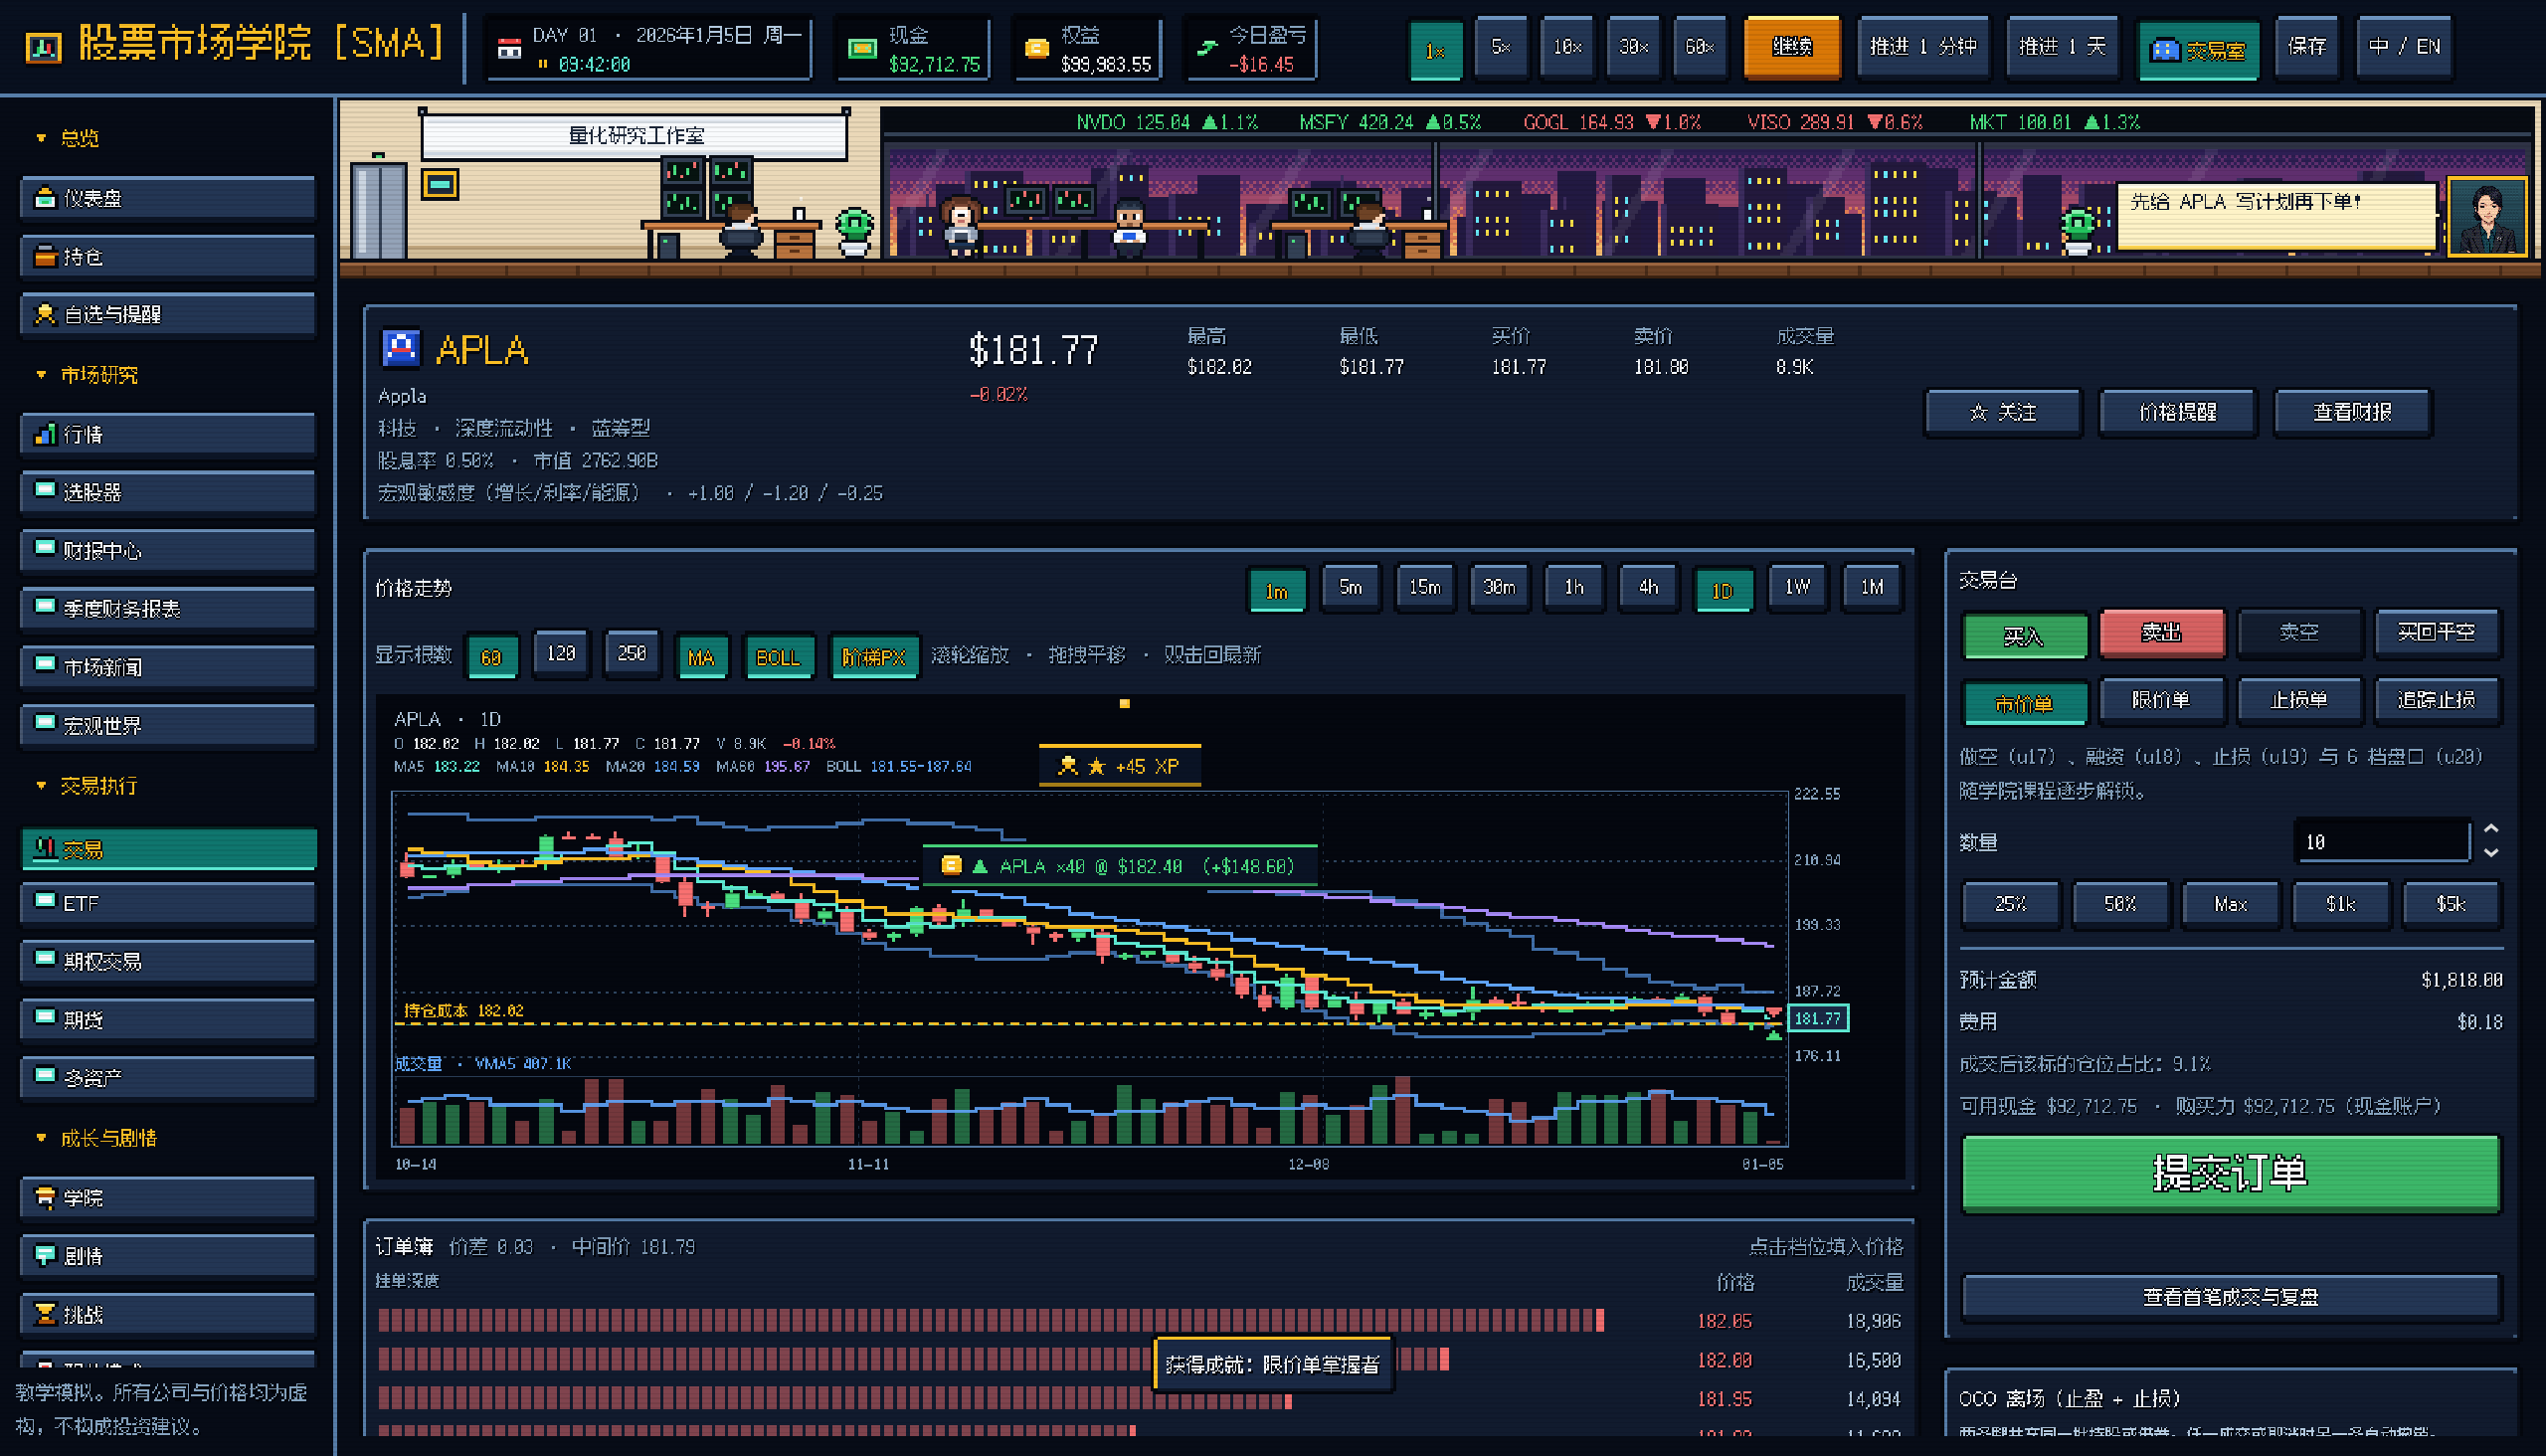 股票市场学院 [SMA]
DAY 01 · 2026年1月5日 周一
09:42:00
现金
$92,712.75
权益
$99,983.55
今日盈亏
-$16.45
1×
5×
10×
30×
60×
继续
推进 1 分钟
推进 1 天
交易室
保存
中 / EN
总览
仪表盘
持仓
自选与提醒
市场研究
行情
选股器
财报中心
季度财务报表
市场新闻
宏观世界
交易执行
交易
ETF
期权交易
期货
多资产
成长与剧情
学院
剧情
挑战
教学模拟。所有公司与价格均为虚
构，不构成投资建议。
量化研究工作室
NVDO 125.04 ▲1.1% MSFY 420.24 ▲0.5% GOGL 164.93 ▼1.0% VISO 289.91 ▼0.6% MKT 100.01 ▲1.3%
先给 APLA 写计划再下单！
APLA
Appla
科技 · 深度流动性 · 蓝筹型
股息率 0.50% · 市值 2762.90B
宏观敏感度（增长/利率/能源） · +1.00 / -1.20 / -0.25
$181.77
-0.02%
最高
$182.02
最低
$181.77
买价
181.77
卖价
181.80
成交量
8.9K
☆ 关注
价格提醒
查看财报
价格走势
1m
5m
15m
30m
1h
4h
1D
1W
1M
显示根数
60
120
250
MA
BOLL
阶梯PX
滚轮缩放 · 拖拽平移 · 双击回最新
APLA · 1D
O 182.02 H 182.02 L 181.77 C 181.77 V 8.9K -0.14%
MA5 183.22 MA10 184.35 MA20 184.59 MA60 195.67 BOLL 181.55-187.64
★ +45 XP
▲ APLA ×40 @ $182.40 (+$148.60)
222.55
210.94
199.33
187.72
181.77
176.11
持仓成本 182.02
成交量 · VMA5 407.1K
10-14
11-11
12-08
01-05
订单簿 价差 0.03 · 中间价 181.79
点击档位填入价格
挂单深度
价格
成交量
182.05 18,906
182.00 16,500
181.95 14,094
获得成就：限价单掌握者
交易台
买入
卖出
卖空
买回平空
市价单
限价单
止损单
追踪止损
做空（u17）、融资（u18）、止损（u19）与 6 档盘口（u20）
随学院课程逐步解锁。
数量
10
25%
50%
Max
$1k
$5k
预计金额
$1,818.00
费用
$0.18
成交后该标的仓位占比：9.1%
可用现金 $92,712.75 · 购买力 $92,712.75（现金账户）
提交订单
查看首笔成交与复盘
OCO 离场（止盈 + 止损）